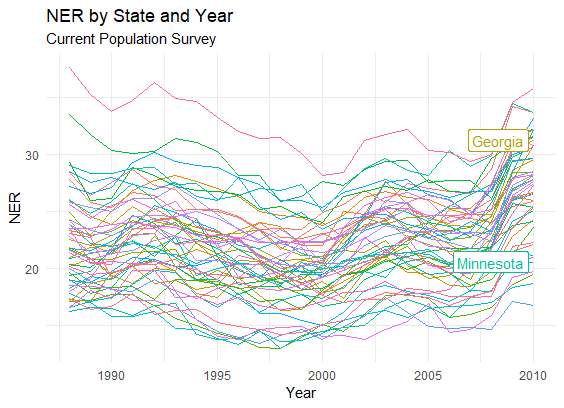 NER by State and Year
Current Population Survey
NER
30
20
Georgia
Minnesota
1990 1995 2000 2005 2010
Year